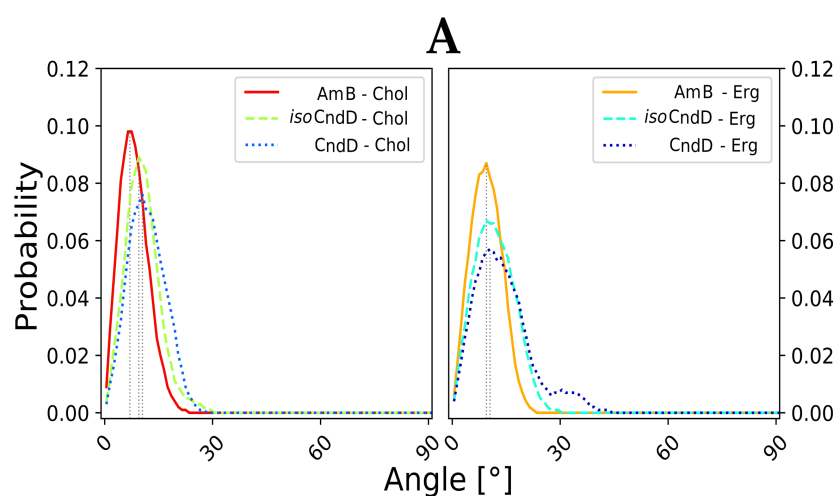 A
Probability
0.12
0.10
0.08
0.06
0.04
0.02
0.00
AmB - Chol
isoCndD - Chol
CndD - Chol
0
30
60
90
AmB - Erg
isoCndD - Erg
CndD - Erg
0.12
0.10
0.08
0.06
0.04
0.02
0.00
0
30
60
90
Angle [°]